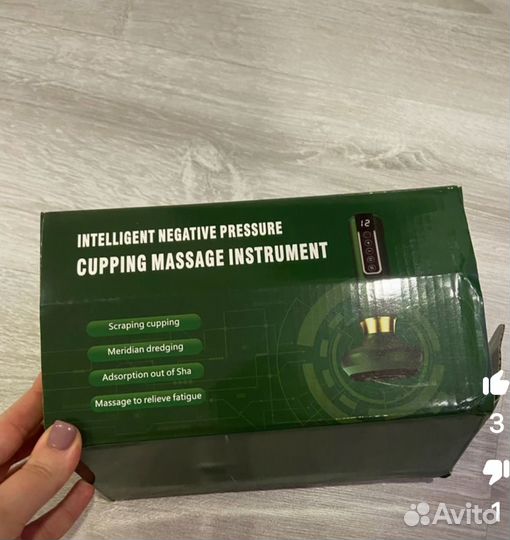 INTELLIGENT NEGATIVE PRESSURE
CUPPING MASSAGE INSTRUMENT
12
Scraping cupping
Meridian dredging
Adsorption out of Sha
Massage to relieve fatigue
3
1
Avito